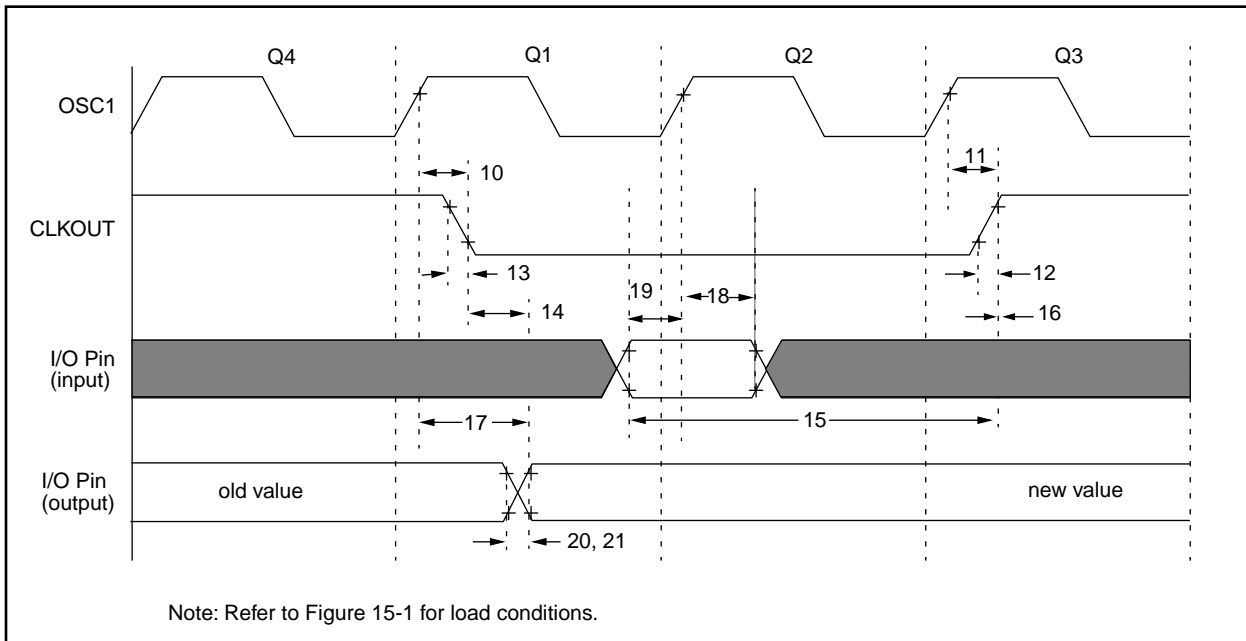 Q4 Q1 Q2 Q3
OSC1
11
10
CLKOUT
13 12
19 18
14 16
I/O Pin
(input)
17 15
I/O Pin
(output)
old value new value
20, 21
Note: Refer to Figure 15-1 for load conditions.